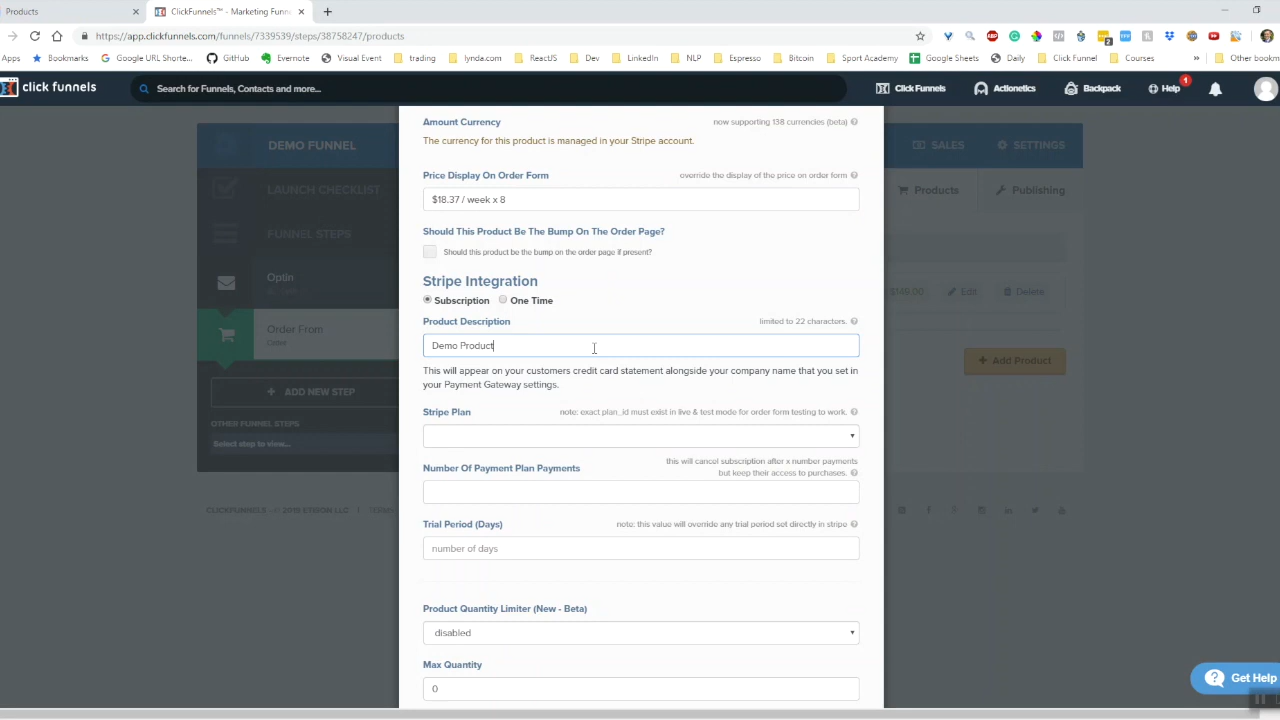 Products
ClickFunnels™ - Marketing Funn
https://app.clickfunnels.com/funnels/7339539/steps/38758247/products
Apps
Bookmarks
Google URL Shorte...
GitHub
Evernote
Visual Event
Trading
lynda.com
ReactJS
Dev
LinkedIn
NLP
Espresso
Bitcoin
Sport Academy
Google Sheets
Daily
Click Funnel
Courses
»
Other bookm
click funnels
Search for Funnels, Contacts and more...
Click Funnels
Actionetics
Backpack
Help
1
DEMO FUNNEL
SALES
SETTINGS
LAUNCH CHECKLIST
Products
Publishing
FUNNEL STEPS
Optin
Order From
Order
$145.00
Edit
Delete
+ Add Product
+ ADD NEW STEP
OTHER FUNNEL STEPS
Select step to view...
CLICKFUNNELS - © 2019 ETISON LLC
Amount Currency
now supporting 138 currencies (beta)
The currency for this product is managed in your Stripe account.
Price Display On Order Form
override the display of the price on order form
$18.37 / week x 8
Should This Product Be The Bump On The Order Page?
Should this product be the bump on the order page if present?
Stripe Integration
Subscription
One Time
Product Description
limited to 22 characters.
Demo Product
This will appear on your customers credit card statement alongside your company name that you set in
your Payment Gateway settings.
Stripe Plan
note: exact plan_id must exist in live & test mode for order form testing to work.
Number Of Payment Plan Payments
this will cancel subscription after x number payments
but keep their access to purchases.
Trial Period (Days)
note: this value will override any trial period set directly in stripe
number of days
Product Quantity Limiter (New - Beta)
disabled
Max Quantity
0
Get Help